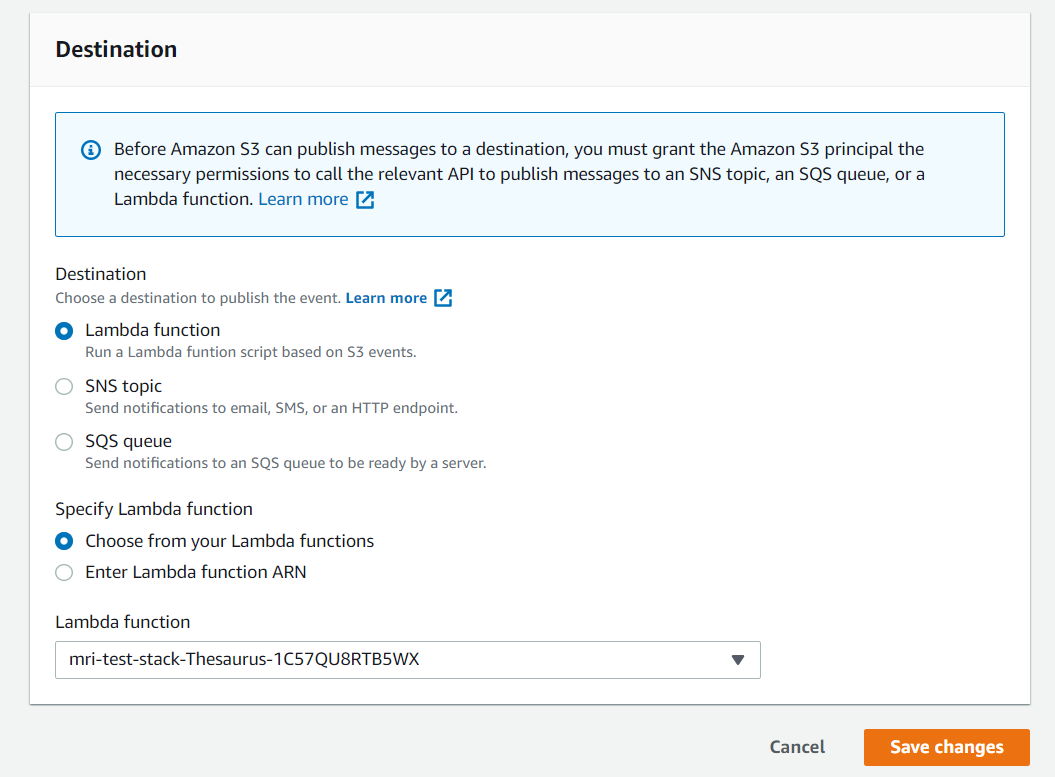 Destination
Before Amazon S3 can publish messages to a destination, you must grant the Amazon S3 principal the
necessary permissions to call the relevant API to publish messages to an SNS topic, an SQS queue, or a
Lambda function. Learn more
Destination
Choose a destination to publish the event. Learn more
Lambda function
Run a Lambda funtion script based on S3 events.
SNS topic
Send notifications to email, SMS, or an HTTP endpoint.
SQS queue
Send notifications to an SQS queue to be ready by a server.
Specify Lambda function
Choose from your Lambda functions
Enter Lambda function ARN
Lambda function
mri-test-stack-Thesaurus-1C57QU8RTB5WX
Cancel
Save changes